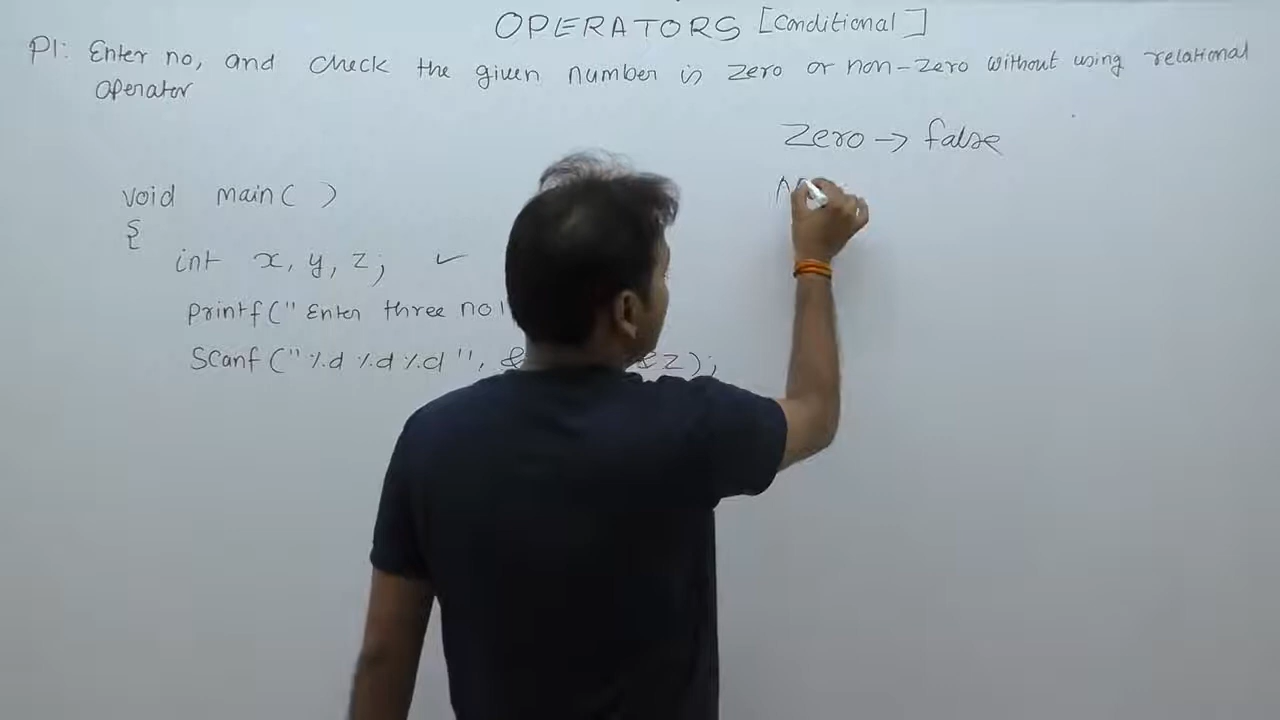 OPERATORS [Conditional]
P1: Enter no, and check the given number is zero or non-zero without using relational
operator
Zero → false
void main( )
{
int x, y, z; ✓
printf(" Enter three no
Scanf("%d %d %d", & &z);